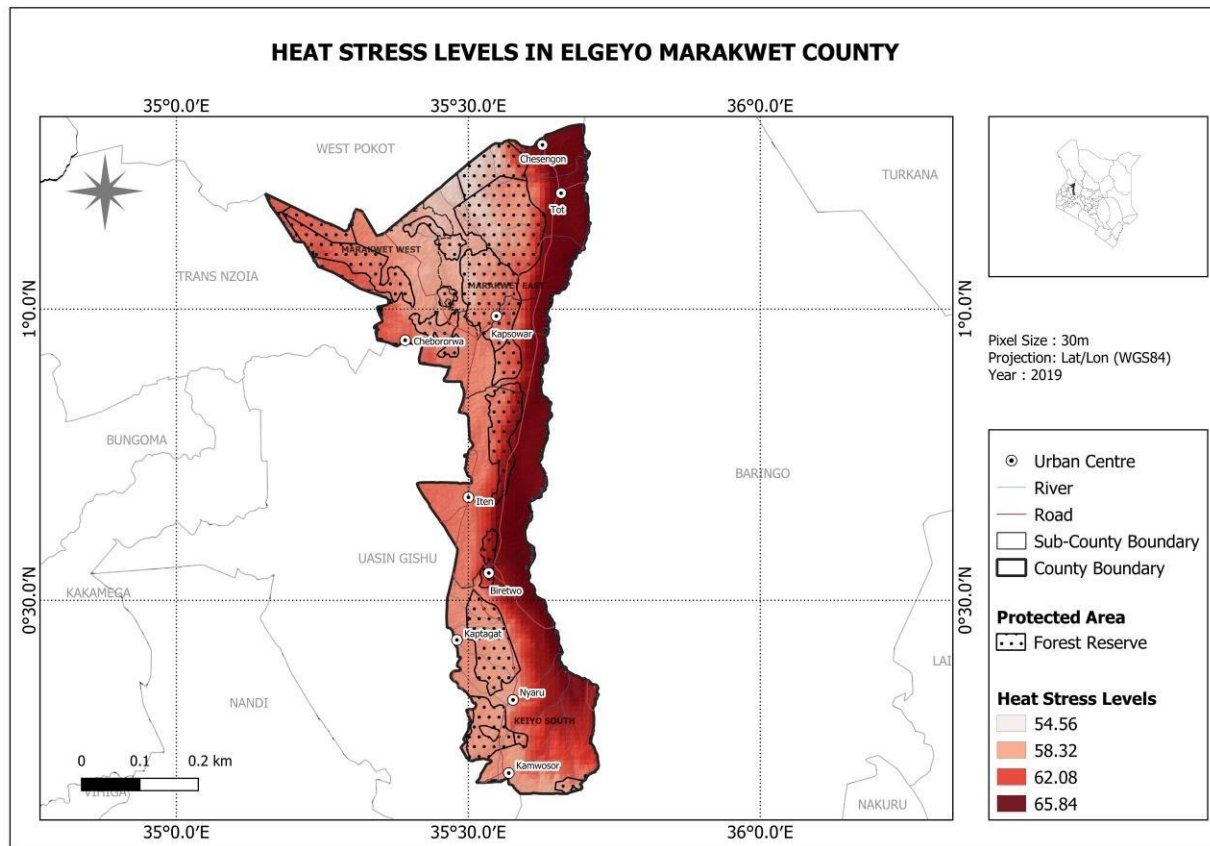 HEAT STRESS LEVELS IN ELGEYO MARAKWET COUNTY
35°0.0'E 35°30.0'E 36°0.0'E
WEST POKOT
TURKANA
Chesengon
Tot
1
MARAKWET WEST
TRANS NZOIA
MARAKWET EAST
1°0.0'N 1°0.0'N
Kapsowar
Chebororwa
Pixel Size : 30m
Projection: Lat/Lon (WGS84)
Year : 2019
BUNGOMA
BARINGO
Iten
UASIN GISHU
Biretwo
KAKAMEGA
0°30.0'N 0°30.0'N
Kaptagat
LAI
NANDI
Nyaru
KEIYO SOUTH
Kamwosor
0 0.1 0.2 km
VIHIGA
NAKURU
35°0.0'E 35°30.0'E 36°0.0'E
Urban Centre
River
Road
Sub-County Boundary
County Boundary
Protected Area
Forest Reserve
Heat Stress Levels
54.56
58.32
62.08
65.84